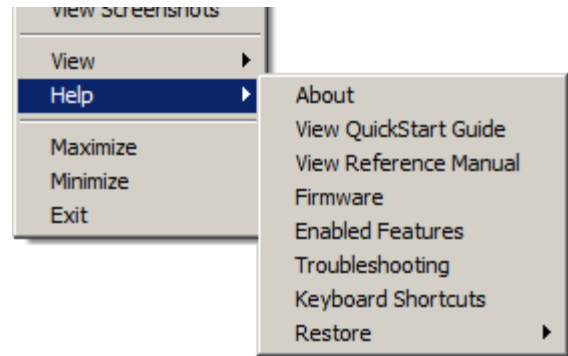 View Screenshots
View
Help
Maximize
Minimize
Exit
About
View QuickStart Guide
View Reference Manual
Firmware
Enabled Features
Troubleshooting
Keyboard Shortcuts
Restore